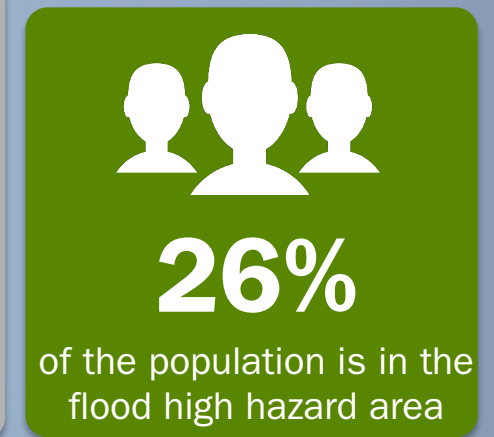 26%
of the population is in the
flood high hazard area